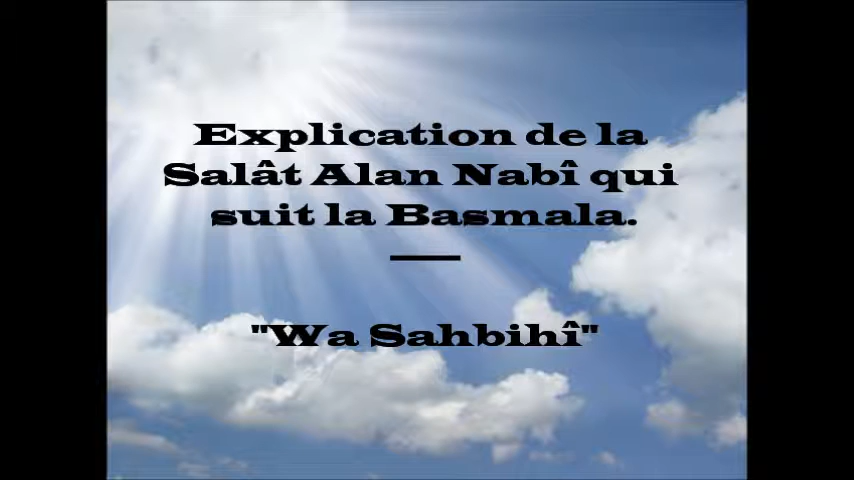 Explication de la
Salât Alan Nabî qui
suit la Basmala.
"Wa Sahbihî"